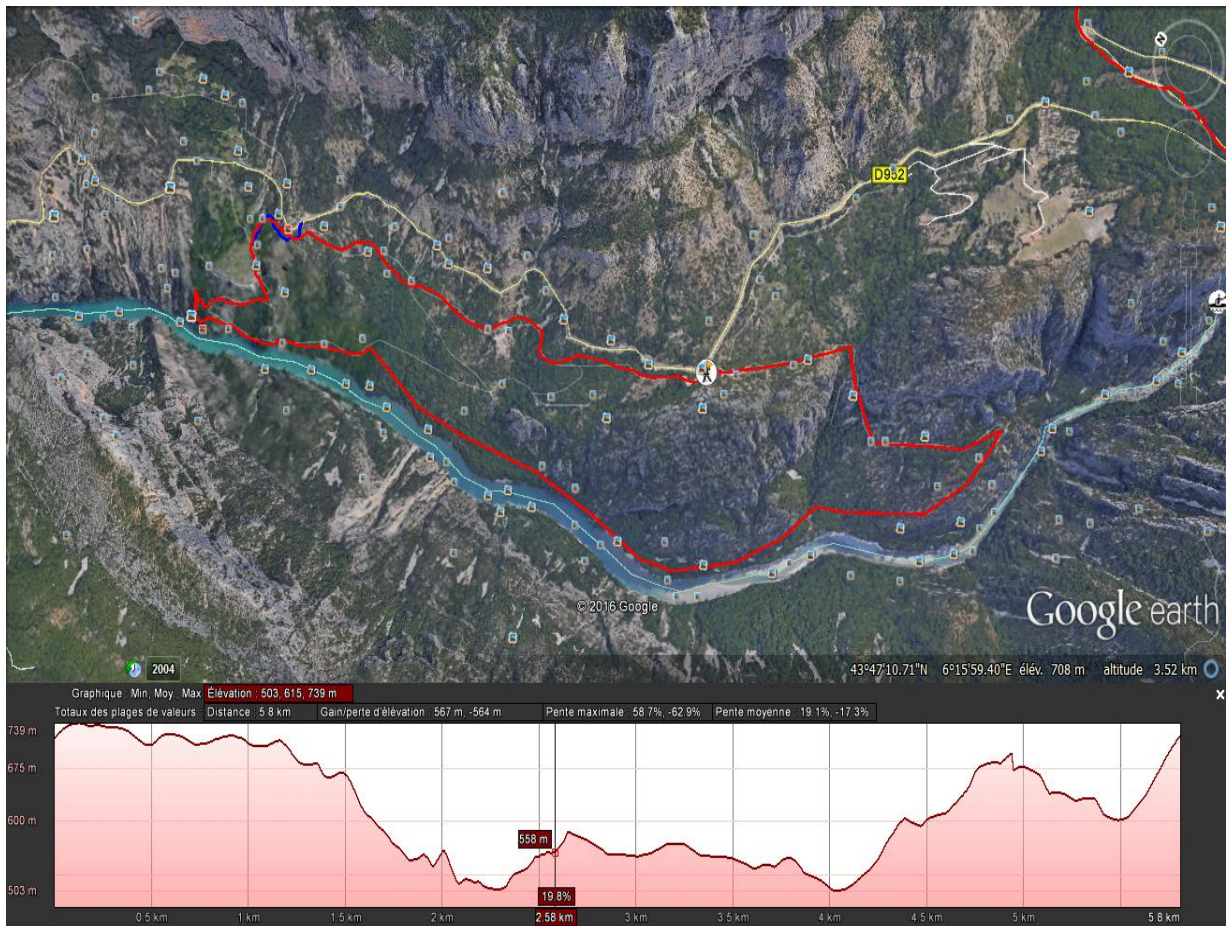 D952
© 2016 Google
Google earth
2004
43°47'10.71"N 6°15'59.40"E élév. 708 m altitude 3.52 km
Graphique : Min, Moy., Max Élévation : 503, 615, 739 m
Totaux des plages de valeurs : Distance : 5.8 km Gain/perte d'élévation : 567 m, -564 m Pente maximale : 58.7%, -62.9% Pente moyenne : 19.1%, -17.3%
739 m
675 m
600 m
558 m
503 m
19.8%
0.5 km 1 km 1.5 km 2 km 2.58 km 3 km 3.5 km 4 km 4.5 km 5 km 5.8 km